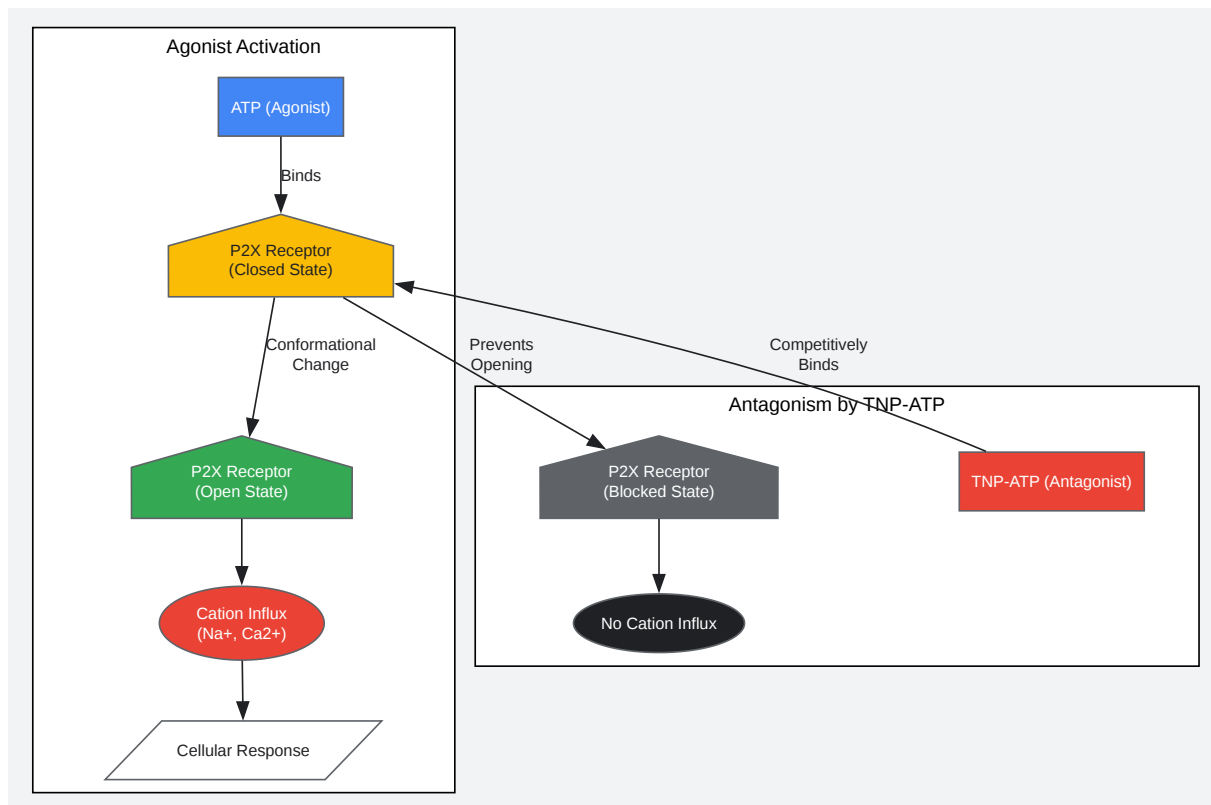 Agonist Activation
ATP (Agonist)
Binds
P2X Receptor
(Closed State)
Conformational
Change
Prevents
Opening
Competitively
Binds
Antagonism by TNP-ATP
P2X Receptor
(Open State)
P2X Receptor
(Blocked State)
TNP-ATP (Antagonist)
Cation Influx
(Na+, Ca2+)
No Cation Influx
Cellular Response